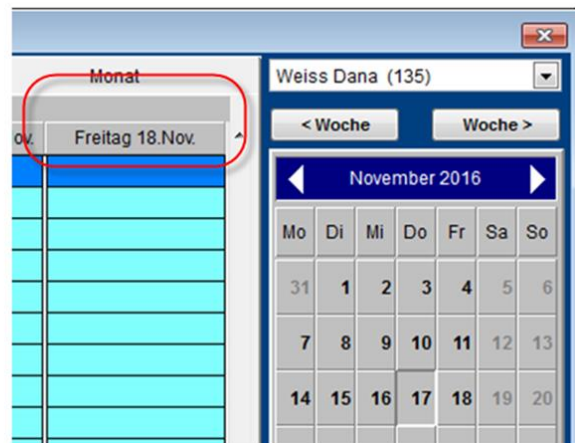 Monat
Weiss Dana (135)
< Woche
Woche >
ov.
Freitag 18.Nov.
November 2016
Mo Di Mi Do Fr Sa So
31 1 2 3 4 5 6
7 8 9 10 11 12 13
14 15 16 17 18 19 20